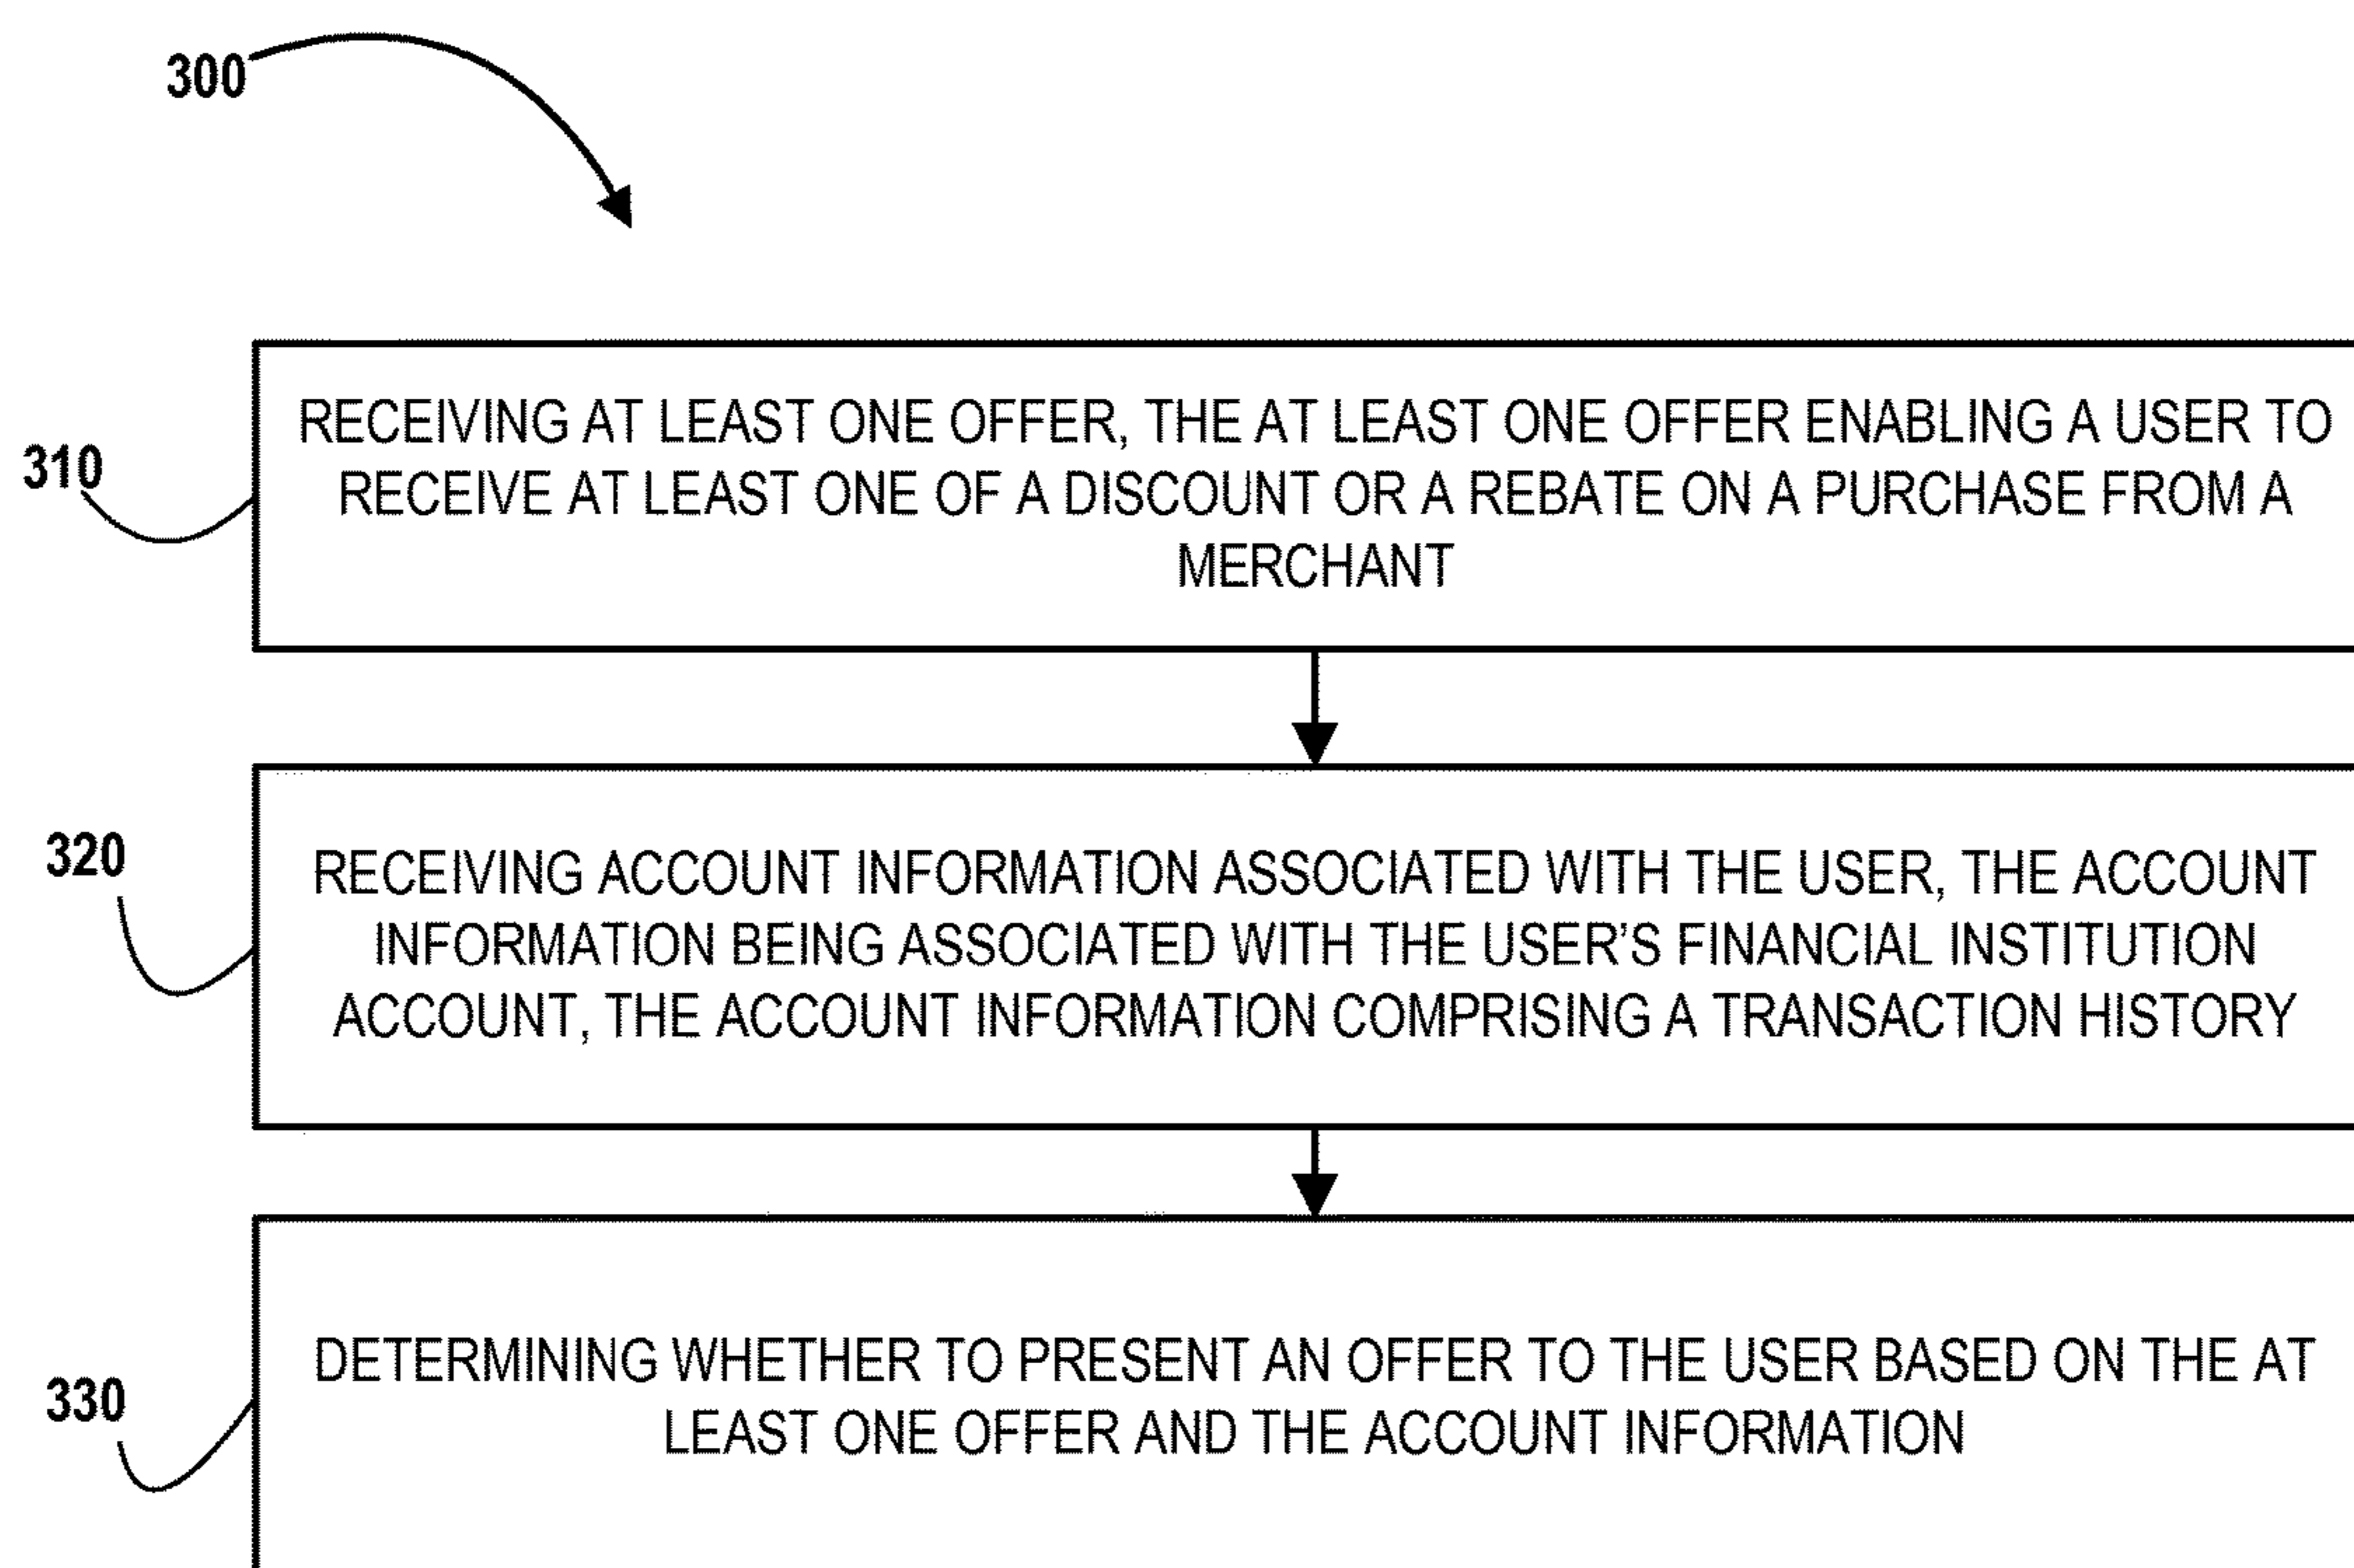 300
310
RECEIVING AT LEAST ONE OFFER, THE AT LEAST ONE OFFER ENABLING A USER TO
RECEIVE AT LEAST ONE OF A DISCOUNT OR A REBATE ON A PURCHASE FROM A
MERCHANT
320
RECEIVING ACCOUNT INFORMATION ASSOCIATED WITH THE USER, THE ACCOUNT
INFORMATION BEING ASSOCIATED WITH THE USER’S FINANCIAL INSTITUTION
ACCOUNT, THE ACCOUNT INFORMATION COMPRISING A TRANSACTION HISTORY
330
DETERMINING WHETHER TO PRESENT AN OFFER TO THE USER BASED ON THE AT
LEAST ONE OFFER AND THE ACCOUNT INFORMATION